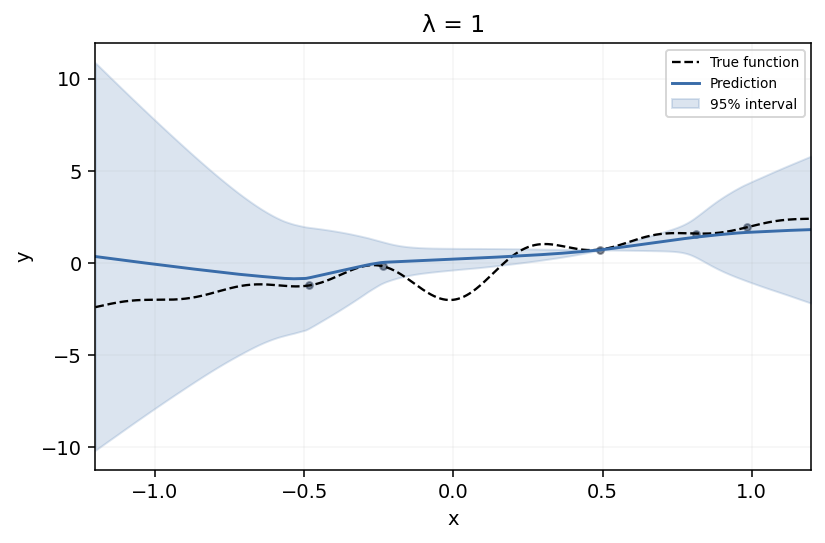 λ = 1
True function
Prediction
95% interval
10
5
0
−5
−10
y
−1.0
−0.5
0.0
0.5
1.0
x